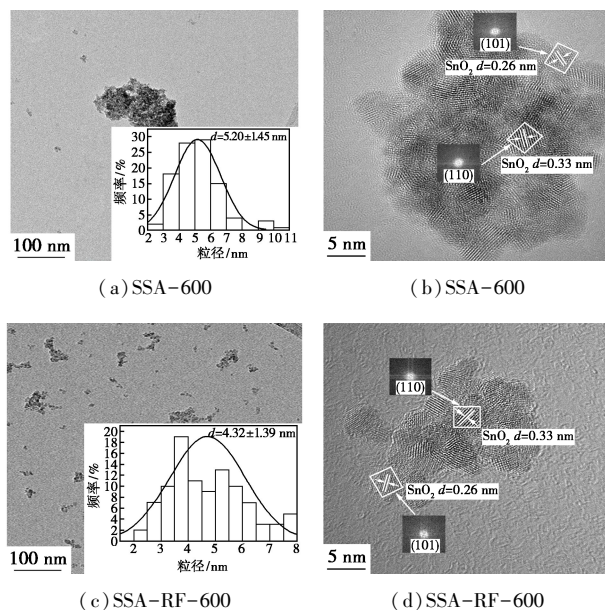 d=5.20±1.45 nm
频率/%
30
25
20
15
10
5
0
2 3 4 5 6 7 8 9 10 11
粒径/nm
100 nm
(a)SSA-600
(101)
SnO₂ d=0.26 nm
SnO₂ d=0.33 nm
(110)
5 nm
(b)SSA-600
d=4.32±1.39 nm
频率/%
20
18
16
14
12
10
8
6
4
2
0
2 3 4 5 6 7 8
粒径/nm
100 nm
(c)SSA-RF-600
(110)
SnO₂ d=0.33 nm
SnO₂ d=0.26 nm
(101)
5 nm
(d)SSA-RF-600